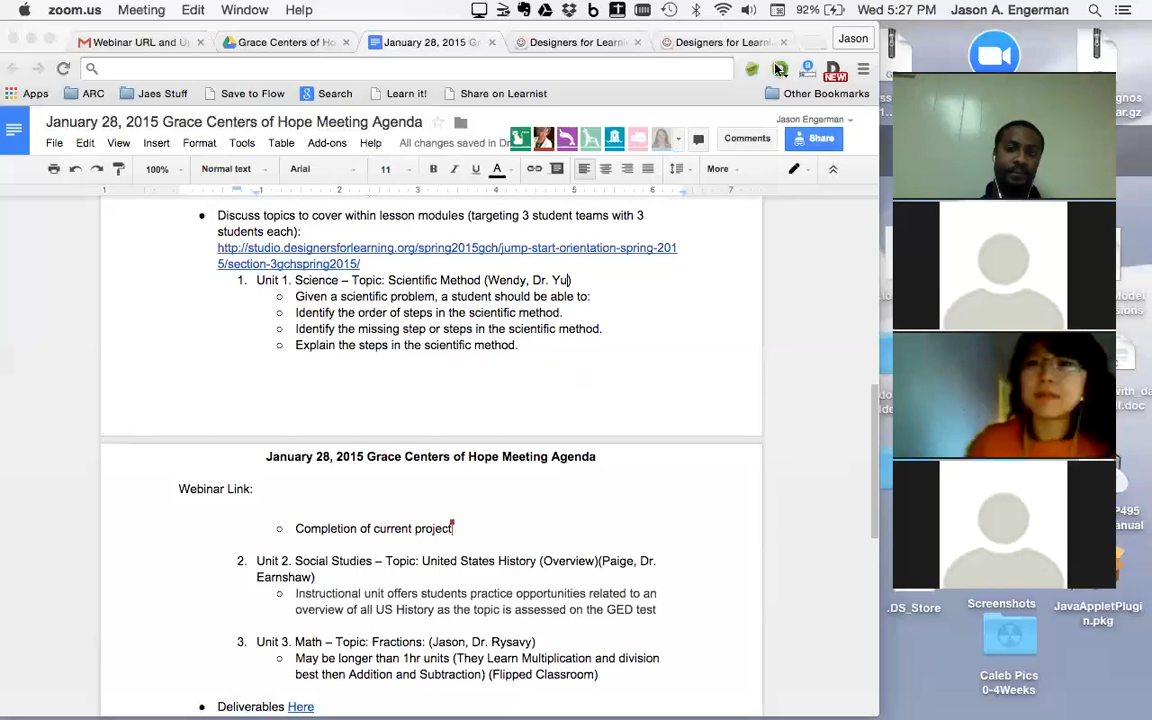 zoom.us Meeting Edit Window Help 92% Wed 5:27 PM Jason A. Engerman
Webinar URL and U
Grace Centers of Ho
January 28, 2015 G
Designers for Learni
Designers for Learni
Jason
NEW
Apps ARC Jaes Stuff Save to Flow Search Learn it! Share on Learnist Other Bookmarks
January 28, 2015 Grace Centers of Hope Meeting Agenda
Jason Engerman
File Edit View Insert Format Tools Table Add-ons Help All changes saved in Dr
Comments Share
100% Normal text Arial 11 B I U A More
1 1 2 3 4 5 6 7
• Discuss topics to cover within lesson modules (targeting 3 student teams with 3
students each):
http://studio.designersforlearning.org/spring2015gch/jump-start-orientation-spring-201
5/section-3gchspring2015/
1. Unit 1. Science – Topic: Scientific Method (Wendy, Dr. Yu)
○ Given a scientific problem, a student should be able to:
○ Identify the order of steps in the scientific method.
○ Identify the missing step or steps in the scientific method.
○ Explain the steps in the scientific method.
January 28, 2015 Grace Centers of Hope Meeting Agenda
Webinar Link:
○ Completion of current project
2. Unit 2. Social Studies – Topic: United States History (Overview)(Paige, Dr.
Earnshaw)
○ Instructional unit offers students practice opportunities related to an
overview of all US History as the topic is assessed on the GED test
3. Unit 3. Math – Topic: Fractions: (Jason, Dr. Rysavy)
○ May be longer than 1hr units (They Learn Multiplication and division
best then Addition and Subtraction) (Flipped Classroom)
• Deliverables Here
.DS_Store
Screenshots
JavaAppletPlugi
n.pkg
Caleb Pics
0-4Weeks